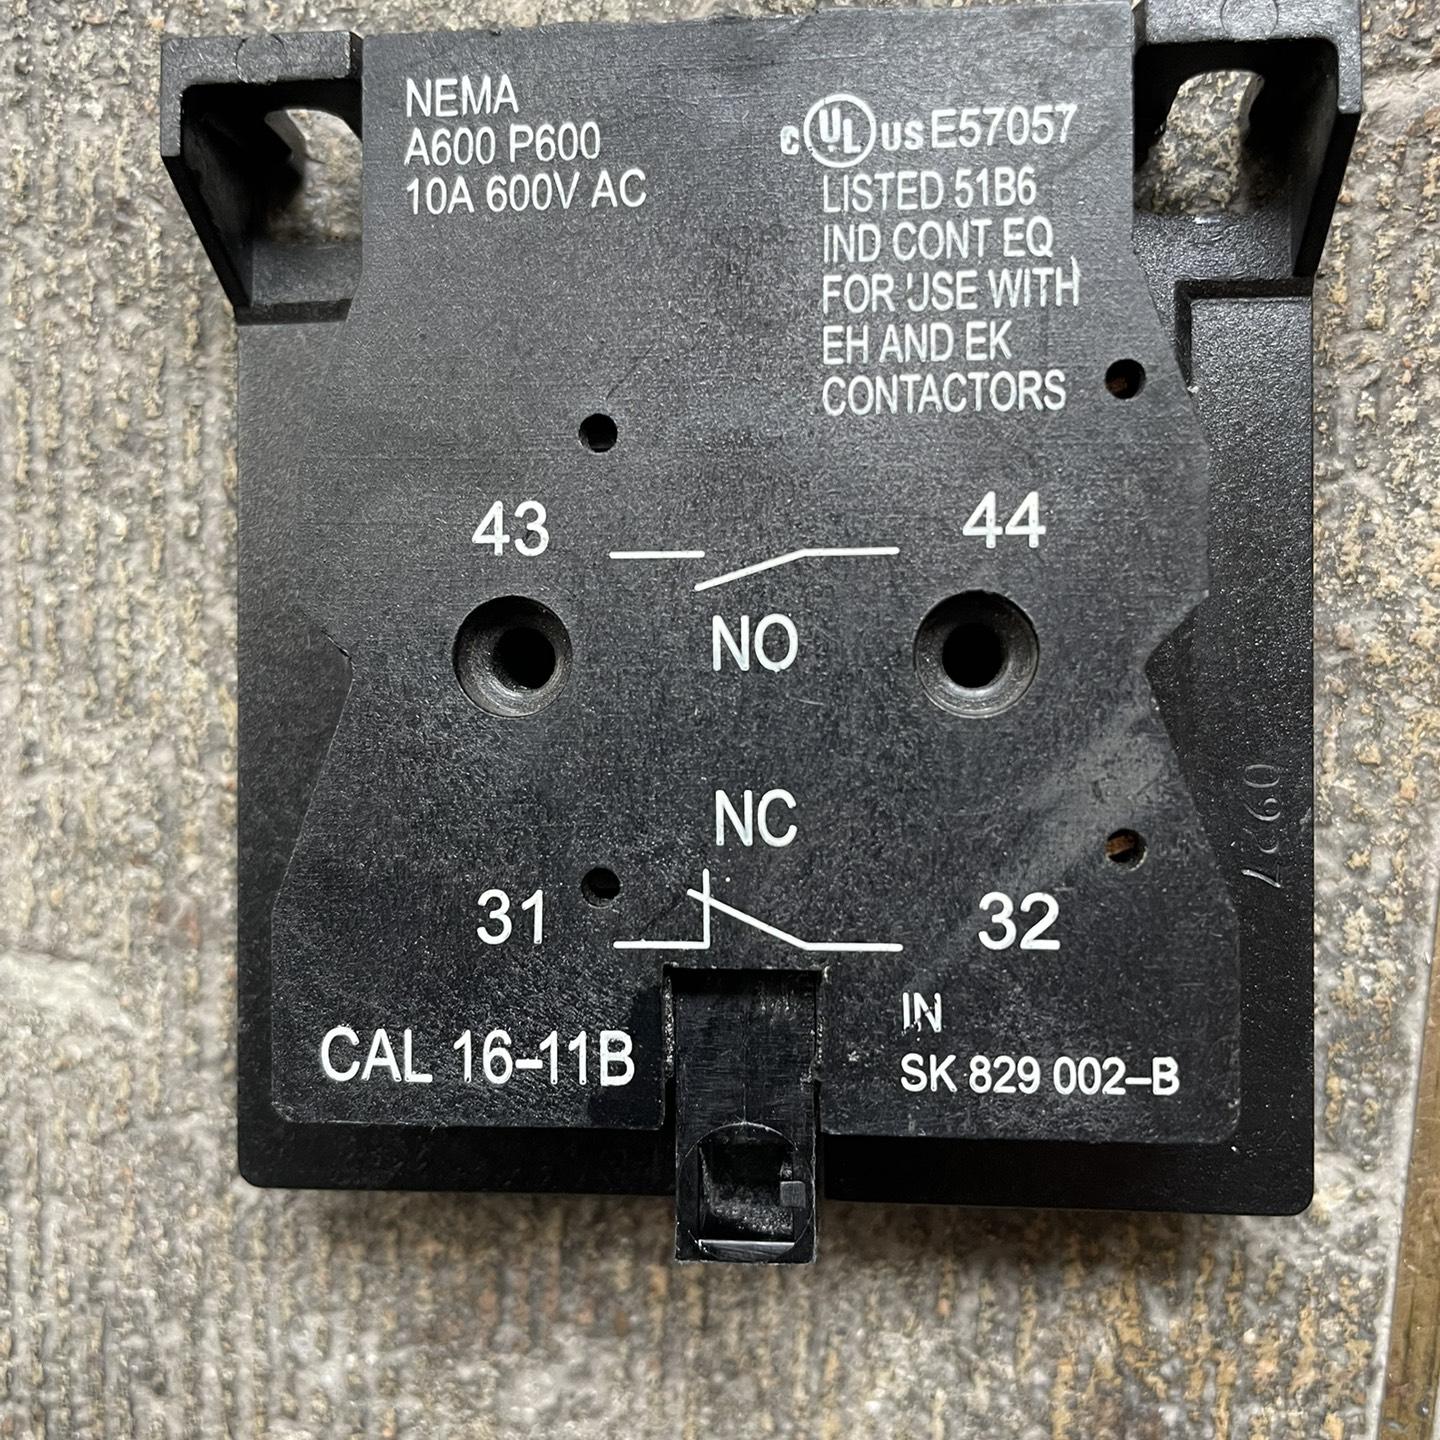 NEMA
A600 P600
10A 600V AC
c UL us E57057
LISTED 51B6
IND CONT EQ
FOR USE WITH
EH AND EK
CONTACTORS
43
44
NO
NC
31
32
CAL 16-11B
IN
SK 829 002-B